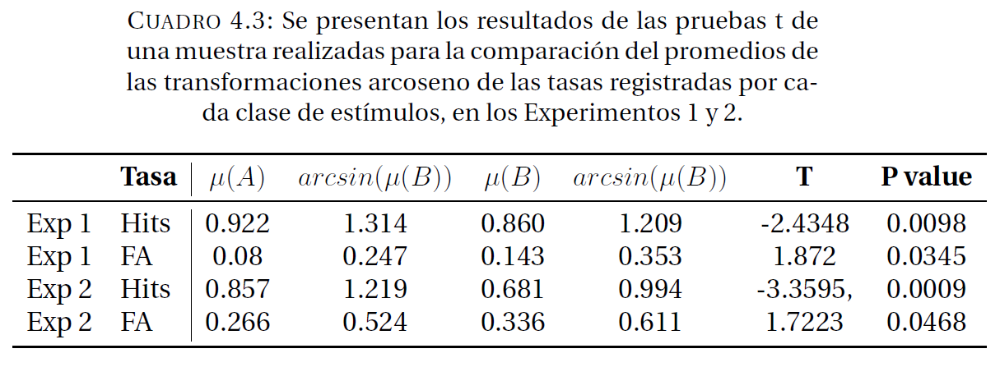 CUADRO 4.3: Se presentan los resultados de las pruebas t de
una muestra realizadas para la comparación del promedios de
las transformaciones arcoseno de las tasas registradas por ca-
da clase de estímulos, en los Experimentos 1 y 2.
Tasa μ(A) arcsin(μ(B)) μ(B) arcsin(μ(B)) T P value
Exp 1 Hits 0.922 1.314 0.860 1.209 -2.4348 0.0098
Exp 1 FA 0.08 0.247 0.143 0.353 1.872 0.0345
Exp 2 Hits 0.857 1.219 0.681 0.994 -3.3595, 0.0009
Exp 2 FA 0.266 0.524 0.336 0.611 1.7223 0.0468